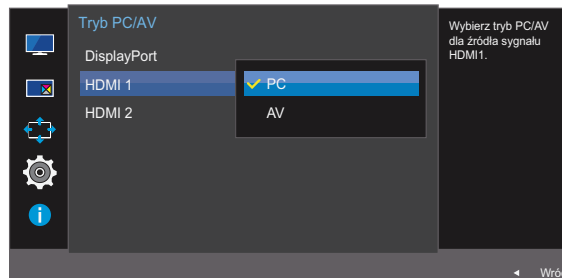 Tryb PC/AV
DisplayPort
HDMI 1
HDMI 2
PC
AV
Wybierz tryb PC/AV
dla źródła sygnału
HDMI1.